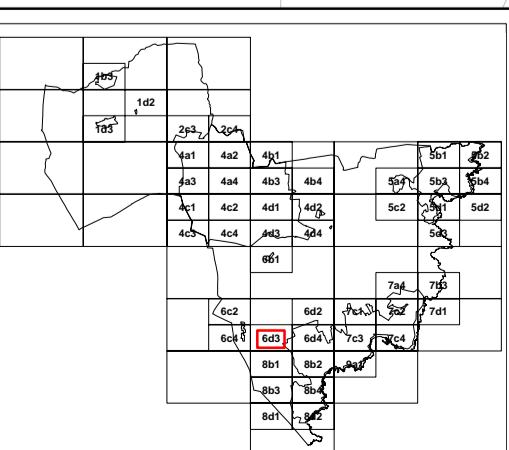 1b3
1d2
1d3 2c3 2c4
4a1 4a2 4b1 5b1 5b2
4a3 4a4 4b3 4b4 5a4 5b3 5b4
4c1 4c2 4d1 4d2 5c2 5d1 5d2
4c3 4c4 4d3 4d4 5d3
6b1
7a4 7b3
6c2 6d2 7c1 7c2 7d1
6c4 6d3 6d4 7c3 7c4
8b1 8b2 9a1
8b3 8b4
8d1 8d2